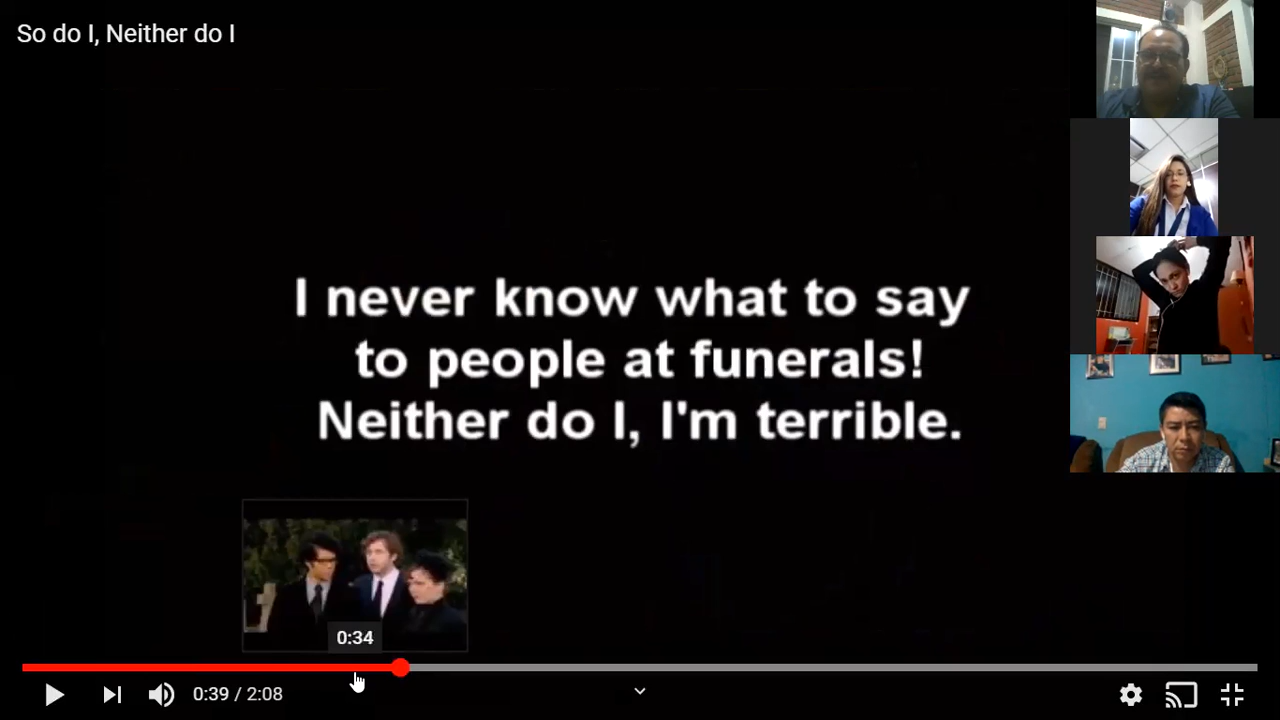 So do I, Neither do I
I never know what to say
to people at funerals!
Neither do I, I'm terrible.
0:34
0:39 / 2:08